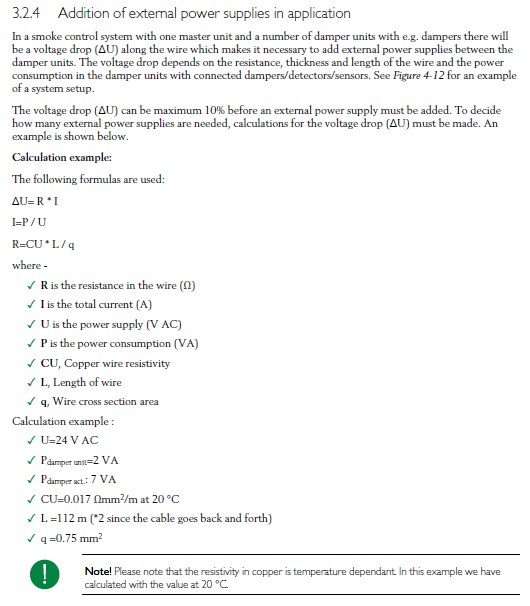 3.2.4 Addition of external power supplies in application
In a smoke control system with one master unit and a number of damper units with e.g. dampers there will
be a voltage drop (ΔU) along the wire which makes it necessary to add external power supplies between the
damper units. The voltage drop depends on the resistance, thickness and length of the wire and the power
consumption in the damper units with connected dampers/detectors/sensors. See Figure 4-12 for an example
of a system setup.
The voltage drop (ΔU) can be maximum 10% before an external power supply must be added. To decide
how many external power supplies are needed, calculations for the voltage drop (ΔU) must be made. An
example is shown below.
Calculation example:
The following formulas are used:
ΔU= R * I
I=P / U
R=CU * L / q
where -
✓ R is the resistance in the wire (Ω)
✓ I is the total current (A)
✓ U is the power supply (V AC)
✓ P is the power consumption (VA)
✓ CU, Copper wire resistivity
✓ L, Length of wire
✓ q, Wire cross section area
Calculation example :
✓ U=24 V AC
✓ Pdamper unit=2 VA
✓ Pdamper act.: 7 VA
✓ CU=0.017 Ωmm²/m at 20 °C
✓ L =112 m (*2 since the cable goes back and forth)
✓ q =0.75 mm²
! Note! Please note that the resistivity in copper is temperature dependant. In this example we have
calculated with the value at 20 °C.